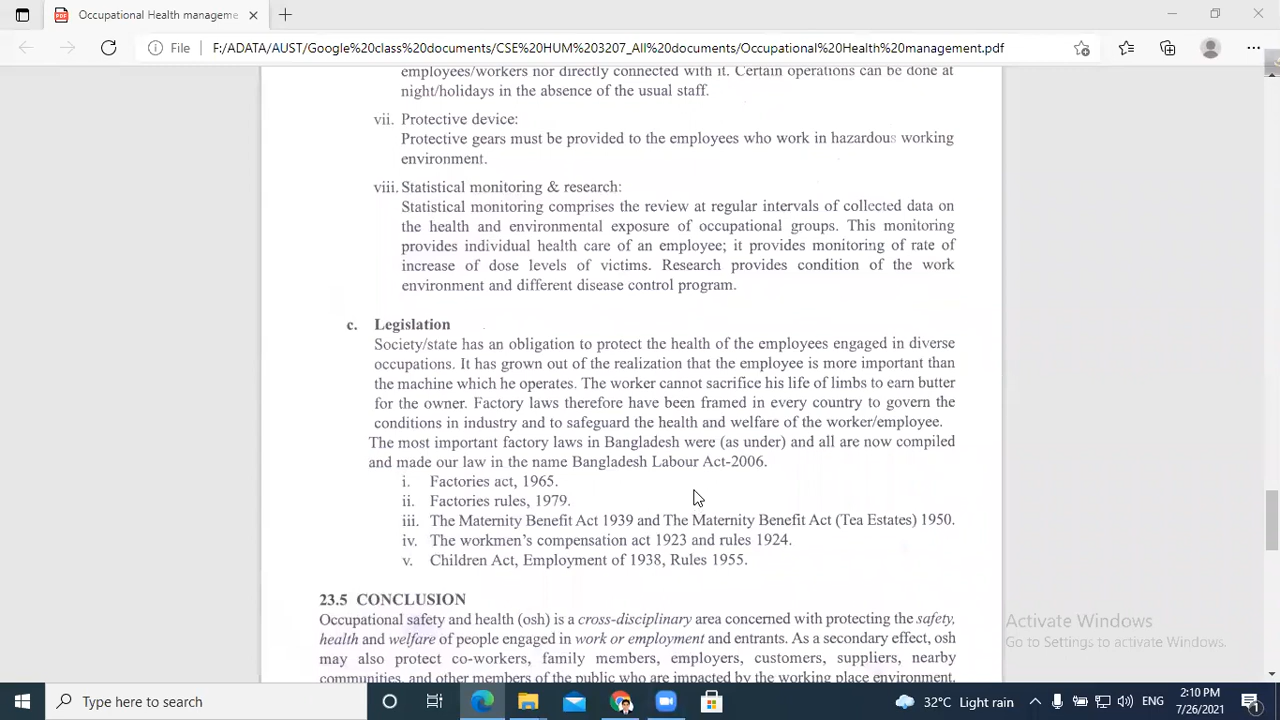 Occupational Health manageme
File
F:/ADATA/AUST/Google%20class%20documents/CSE%20HUM%203207_All%20documents/Occupational%20Health%20management.pdf
employees/workers nor directly connected with it. Certain operations can be done at
night/holidays in the absence of the usual staff.
vii. Protective device:
Protective gears must be provided to the employees who work in hazardous working
environment.
viii. Statistical monitoring & research:
Statistical monitoring comprises the review at regular intervals of collected data on
the health and environmental exposure of occupational groups. This monitoring
provides individual health care of an employee; it provides monitoring of rate of
increase of dose levels of victims. Research provides condition of the work
environment and different disease control program.
c. Legislation
Society/state has an obligation to protect the health of the employees engaged in diverse
occupations. It has grown out of the realization that the employee is more important than
the machine which he operates. The worker cannot sacrifice his life of limbs to earn butter
for the owner. Factory laws therefore have been framed in every country to govern the
conditions in industry and to safeguard the health and welfare of the worker/employee.
The most important factory laws in Bangladesh were (as under) and all are now compiled
and made our law in the name Bangladesh Labour Act-2006.
i. Factories act, 1965.
ii. Factories rules, 1979.
iii. The Maternity Benefit Act 1939 and The Maternity Benefit Act (Tea Estates) 1950.
iv. The workmen's compensation act 1923 and rules 1924.
v. Children Act, Employment of 1938, Rules 1955.
23.5 CONCLUSION
Occupational safety and health (osh) is a cross-disciplinary area concerned with protecting the safety,
health and welfare of people engaged in work or employment and entrants. As a secondary effect, osh
may also protect co-workers, family members, employers, customers, suppliers, nearby
communities, and other members of the public who are impacted by the working place environment.
Activate Windows
Go to Settings to activate Windows.
Type here to search
32°C Light rain
ENG
2:10 PM
7/26/2021